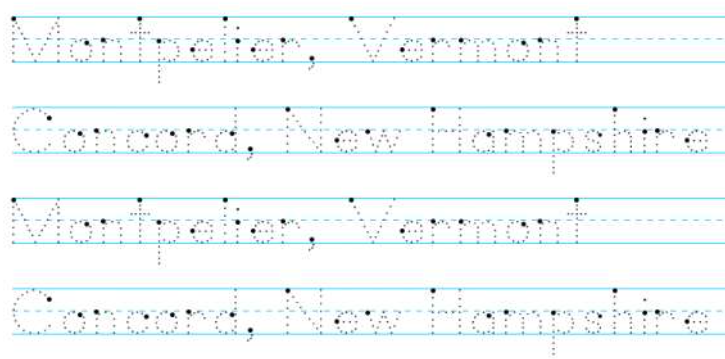 Montpelier, Vermont
Concord, New Hampshire
Montpelier, Vermont
Concord, New Hampshire